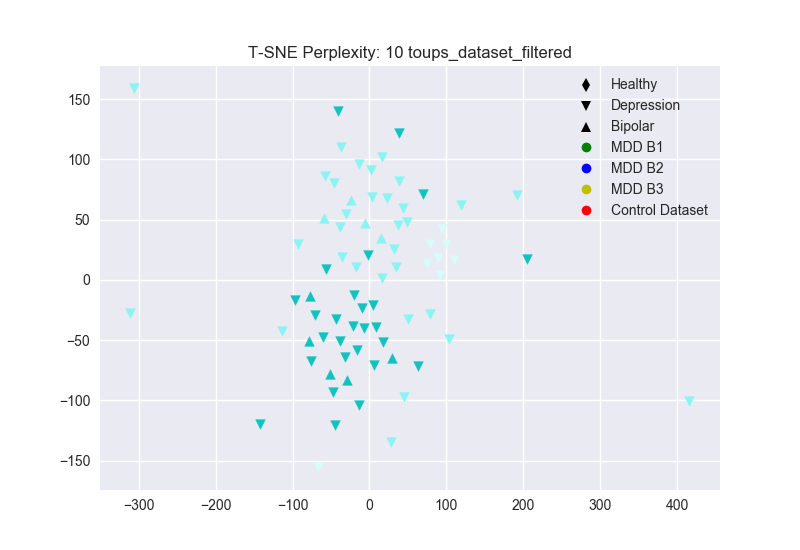 T-SNE Perplexity: 10 toups_dataset_filtered
Healthy
Depression
Bipolar
MDD B1
MDD B2
MDD B3
Control Dataset
150
100
50
0
−50
−100
−150
−300 −200 −100 0 100 200 300 400